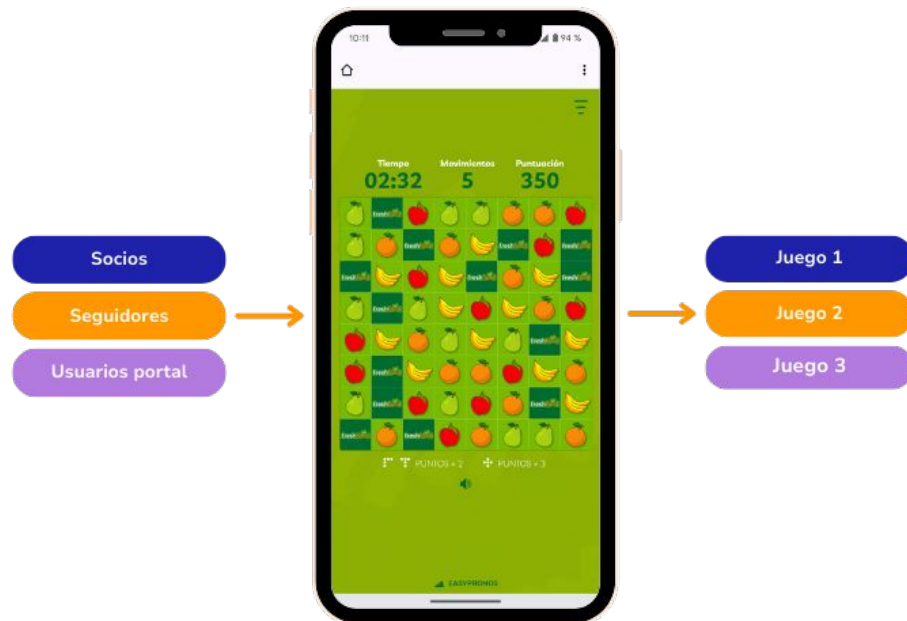 10:11
94 %
Tiempo
Movimientos
Puntuación
02:32
5
350
Socios
Seguidores
Usuarios portal
Juego 1
Juego 2
Juego 3
PUNTOS × 2
PUNTOS × 3
EASYPROMOS